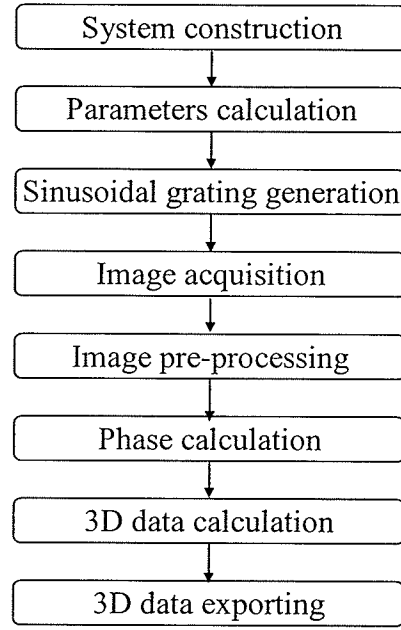 System construction
Parameters calculation
Sinusoidal grating generation
Image acquisition
Image pre-processing
Phase calculation
3D data calculation
3D data exporting